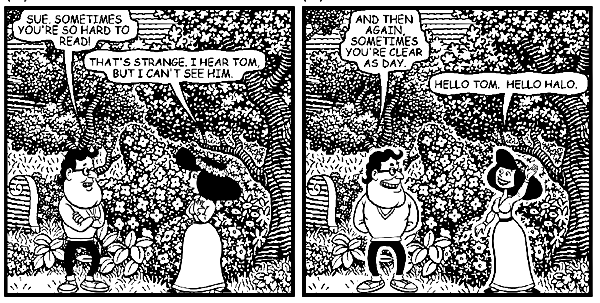 SUE, SOMETIMES
YOU'RE SO HARD TO
READ!
THAT'S STRANGE. I HEAR TOM,
BUT I CAN'T SEE HIM.
AND THEN
AGAIN,
SOMETIMES
YOU'RE CLEAR
AS DAY.
HELLO TOM. HELLO HALO.